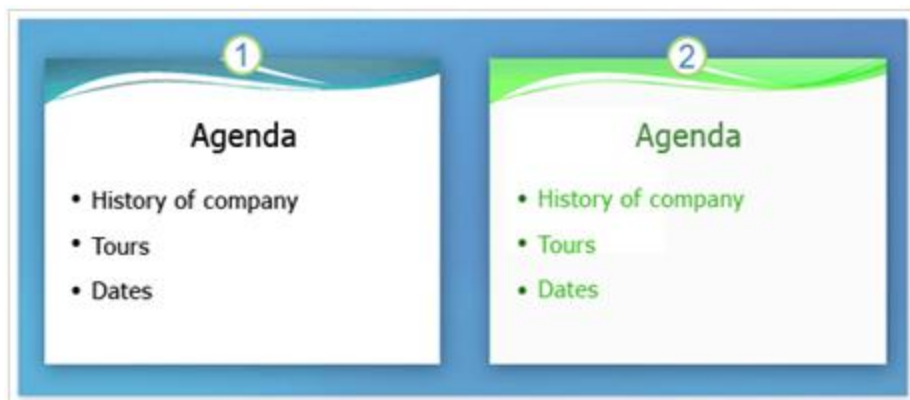 1
Agenda
• History of company
• Tours
• Dates
2
Agenda
• History of company
• Tours
• Dates